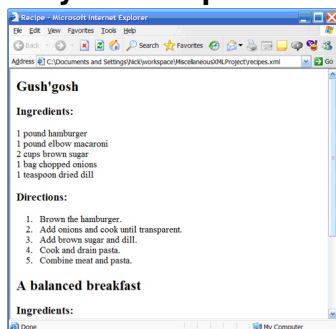 Recipe - Microsoft Internet Explorer
File Edit View Favorites Tools Help
Back Search Favorites
Address C:\Documents and Settings\Nick\workspace\MiscellaneousXMLProject\recipes.xml Go
Gush'gosh
Ingredients:
1 pound hamburger
1 pound elbow macaroni
2 cups brown sugar
1 bag chopped onions
1 teaspoon dried dill
Directions:
1. Brown the hamburger.
2. Add onions and cook until transparent.
3. Add brown sugar and dill.
4. Cook and drain pasta.
5. Combine meat and pasta.
A balanced breakfast
Ingredients:
Done My Computer